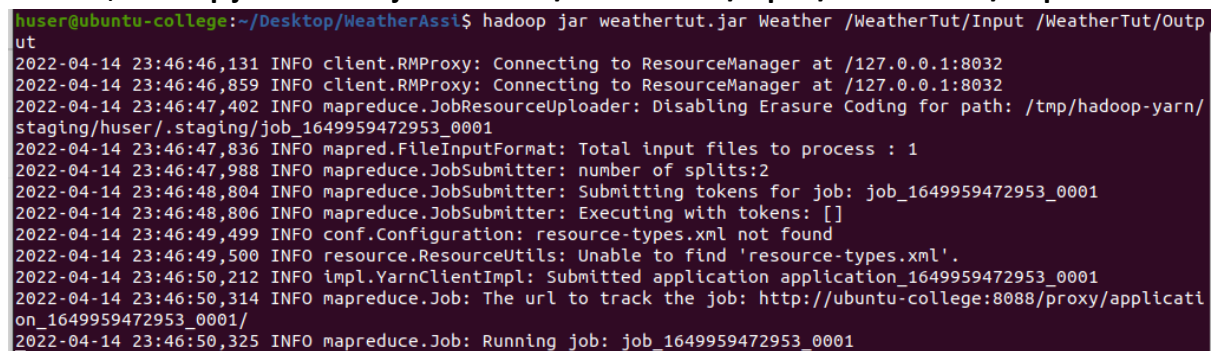 huser@ubuntu-college:~/Desktop/WeatherAssi$ hadoop jar weathertut.jar Weather /WeatherTut/Input /WeatherTut/Outp
ut
2022-04-14 23:46:46,131 INFO client.RMProxy: Connecting to ResourceManager at /127.0.0.1:8032
2022-04-14 23:46:46,859 INFO client.RMProxy: Connecting to ResourceManager at /127.0.0.1:8032
2022-04-14 23:46:47,402 INFO mapreduce.JobResourceUploader: Disabling Erasure Coding for path: /tmp/hadoop-yarn/
staging/huser/.staging/job_1649959472953_0001
2022-04-14 23:46:47,836 INFO mapred.FileInputFormat: Total input files to process : 1
2022-04-14 23:46:47,988 INFO mapreduce.JobSubmitter: number of splits:2
2022-04-14 23:46:48,804 INFO mapreduce.JobSubmitter: Submitting tokens for job: job_1649959472953_0001
2022-04-14 23:46:48,806 INFO mapreduce.JobSubmitter: Executing with tokens: []
2022-04-14 23:46:49,499 INFO conf.Configuration: resource-types.xml not found
2022-04-14 23:46:49,500 INFO resource.ResourceUtils: Unable to find 'resource-types.xml'.
2022-04-14 23:46:50,212 INFO impl.YarnClientImpl: Submitted application application_1649959472953_0001
2022-04-14 23:46:50,314 INFO mapreduce.Job: The url to track the job: http://ubuntu-college:8088/proxy/applicati
on_1649959472953_0001/
2022-04-14 23:46:50,325 INFO mapreduce.Job: Running job: job_1649959472953_0001